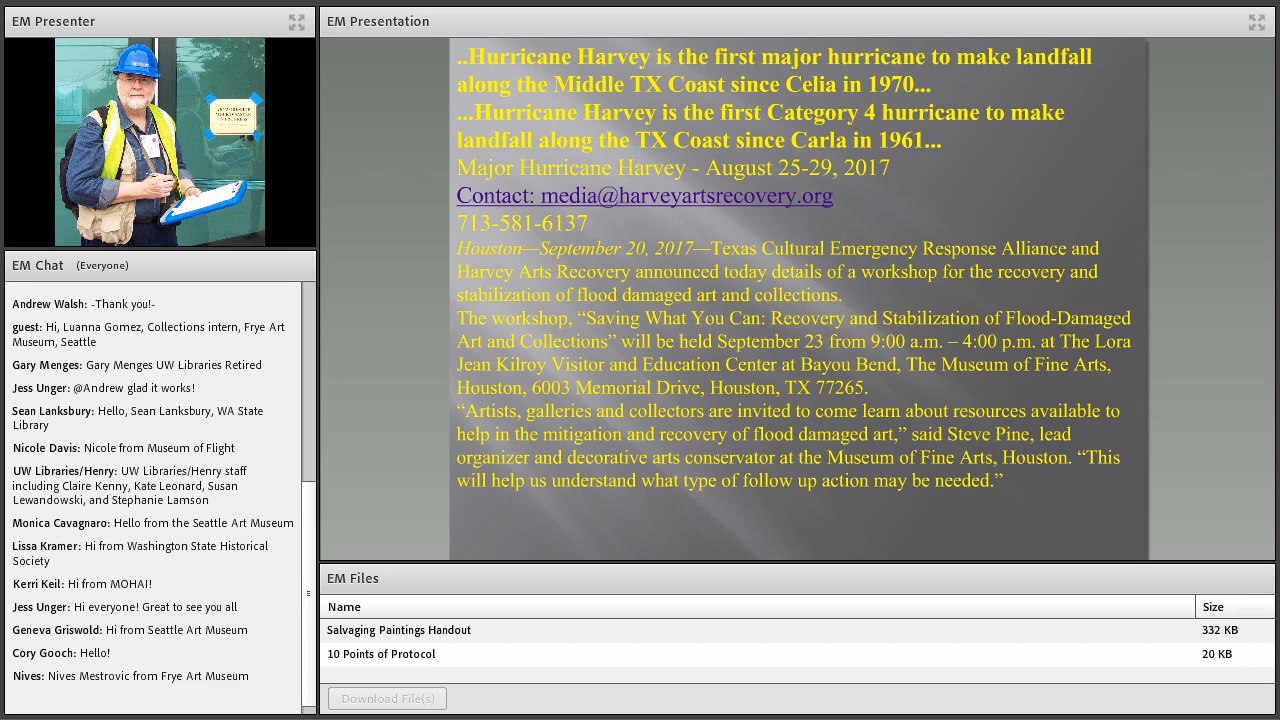 EM Presenter
EM Chat (Everyone)
Andrew Walsh: -Thank you!-
guest: Hi, Luanna Gomez, Collections intern, Frye Art
Museum, Seattle
Gary Menges: Gary Menges UW Libraries Retired
Jess Unger: @Andrew glad it works!
Sean Lanksbury: Hello, Sean Lanksbury, WA State
Library
Nicole Davis: Nicole from Museum of Flight
UW Libraries/Henry: UW Libraries/Henry staff
including Claire Kenny, Kate Leonard, Susan
Lewandowski, and Stephanie Lamson
Monica Cavagnaro: Hello from the Seattle Art Museum
Lissa Kramer: Hi from Washington State Historical
Society
Kerri Keil: Hi from MOHAI!
Jess Unger: Hi everyone! Great to see you all
Geneva Griswold: Hi from Seattle Art Museum
Cory Gooch: Hello!
Nives: Nives Mestrovic from Frye Art Museum
EM Presentation
..Hurricane Harvey is the first major hurricane to make landfall
along the Middle TX Coast since Celia in 1970...
...Hurricane Harvey is the first Category 4 hurricane to make
landfall along the TX Coast since Carla in 1961...
Major Hurricane Harvey - August 25-29, 2017
Contact: media@harveyartsrecovery.org
713-581-6137
Houston—September 20, 2017—Texas Cultural Emergency Response Alliance and
Harvey Arts Recovery announced today details of a workshop for the recovery and
stabilization of flood damaged art and collections.
The workshop, “Saving What You Can: Recovery and Stabilization of Flood-Damaged
Art and Collections” will be held September 23 from 9:00 a.m. – 4:00 p.m. at The Lora
Jean Kilroy Visitor and Education Center at Bayou Bend, The Museum of Fine Arts,
Houston, 6003 Memorial Drive, Houston, TX 77265.
“Artists, galleries and collectors are invited to come learn about resources available to
help in the mitigation and recovery of flood damaged art,” said Steve Pine, lead
organizer and decorative arts conservator at the Museum of Fine Arts, Houston. “This
will help us understand what type of follow up action may be needed.”
EM Files
Name Size
Salvaging Paintings Handout 332 KB
10 Points of Protocol 20 KB
Download File(s)